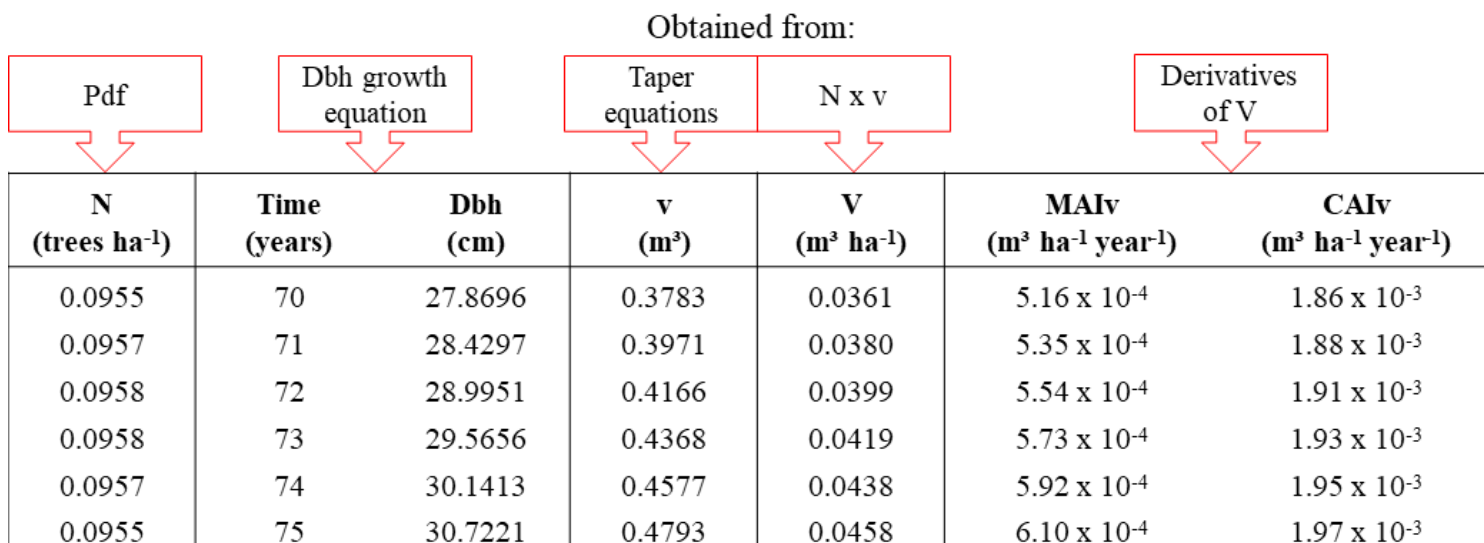 Obtained from:
Pdf
Dbh growth
equation
Taper
equations
N x v
Derivatives
of V
N
(trees ha⁻¹)
Time
(years)
Dbh
(cm)
v
(m³)
V
(m³ ha⁻¹)
MAIv
(m³ ha⁻¹ year⁻¹)
CAIv
(m³ ha⁻¹ year⁻¹)
0.0955 70 27.8696 0.3783 0.0361 5.16 x 10⁻⁴ 1.86 x 10⁻³
0.0957 71 28.4297 0.3971 0.0380 5.35 x 10⁻⁴ 1.88 x 10⁻³
0.0958 72 28.9951 0.4166 0.0399 5.54 x 10⁻⁴ 1.91 x 10⁻³
0.0958 73 29.5656 0.4368 0.0419 5.73 x 10⁻⁴ 1.93 x 10⁻³
0.0957 74 30.1413 0.4577 0.0438 5.92 x 10⁻⁴ 1.95 x 10⁻³
0.0955 75 30.7221 0.4793 0.0458 6.10 x 10⁻⁴ 1.97 x 10⁻³